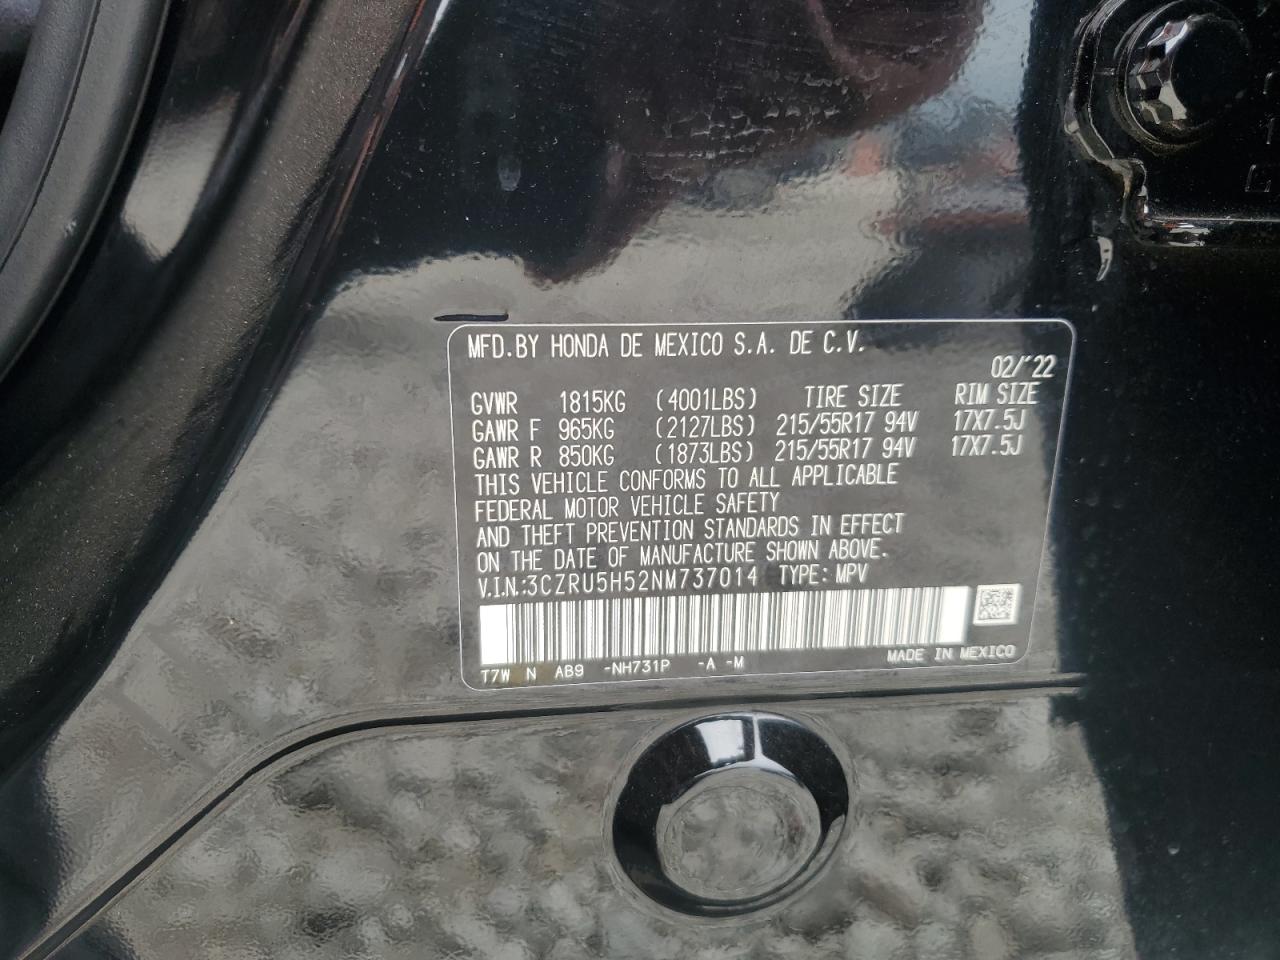 MFD.BY HONDA DE MEXICO S.A. DE C.V.
02/'22
GVWR 1815KG (4001LBS) TIRE SIZE RIM SIZE
GAWR F 965KG (2127LBS) 215/55R17 94V 17X7.5J
GAWR R 850KG (1873LBS) 215/55R17 94V 17X7.5J
THIS VEHICLE CONFORMS TO ALL APPLICABLE
FEDERAL MOTOR VEHICLE SAFETY
AND THEFT PREVENTION STANDARDS IN EFFECT
ON THE DATE OF MANUFACTURE SHOWN ABOVE.
V.I.N.:3CZRU5H52NM737014 TYPE: MPV
T7W N AB9 -NH731P -A -M MADE IN MEXICO